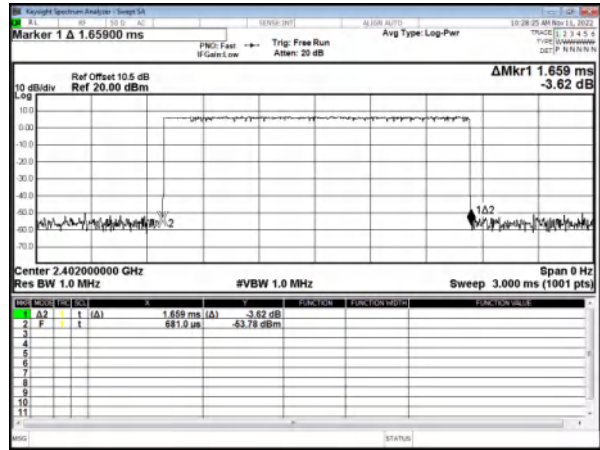 Keysight Spectrum Analyzer - Swept SA
RL RF 50 Ω AC SENSE:INT ALIGN AUTO 10:28:25 AM Nov 11, 2022
Marker 1 Δ 1.65900 ms
PNO: Fast
IFGain:Low
Trig: Free Run
Atten: 20 dB
Avg Type: Log-Pwr
TRACE 1 2 3 4 5 6
TYPE WWWWWW
DET P N N N N N
ΔMkr1 1.659 ms
-3.62 dB
Ref Offset 10.5 dB
10 dB/div Ref 20.00 dBm
Log
10.0
0.00
-10.0
-20.0
-30.0
-40.0
-50.0
-60.0
-70.0
2
1Δ2
Center 2.402000000 GHz Span 0 Hz
Res BW 1.0 MHz #VBW 1.0 MHz Sweep 3.000 ms (1001 pts)
MKR MODE TRC SCL X Y FUNCTION FUNCTION WIDTH FUNCTION VALUE
1 Δ2 1 t (Δ) 1.659 ms (Δ) -3.62 dB
2 F 1 t 681.0 us -53.78 dBm
3
4
5
6
7
8
9
10
11
MSG STATUS